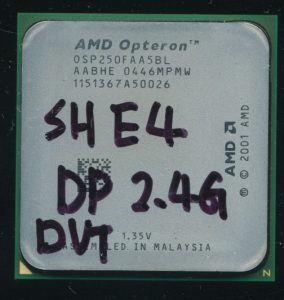 AMD Opteron™
OSP250FAA5BL
AABHE 0446MPMW
1151367A50026
SH E4
DP 2.4G
DVT
1.35V
ASSEMBLED IN MALAYSIA
AMD
© 2001 AMD
N